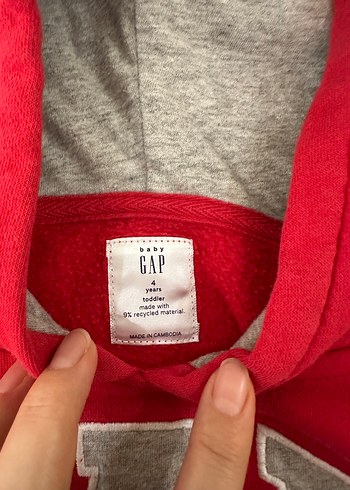 baby
GAP
4
years
toddler
made with
9% recycled material.
MADE IN CAMBODIA